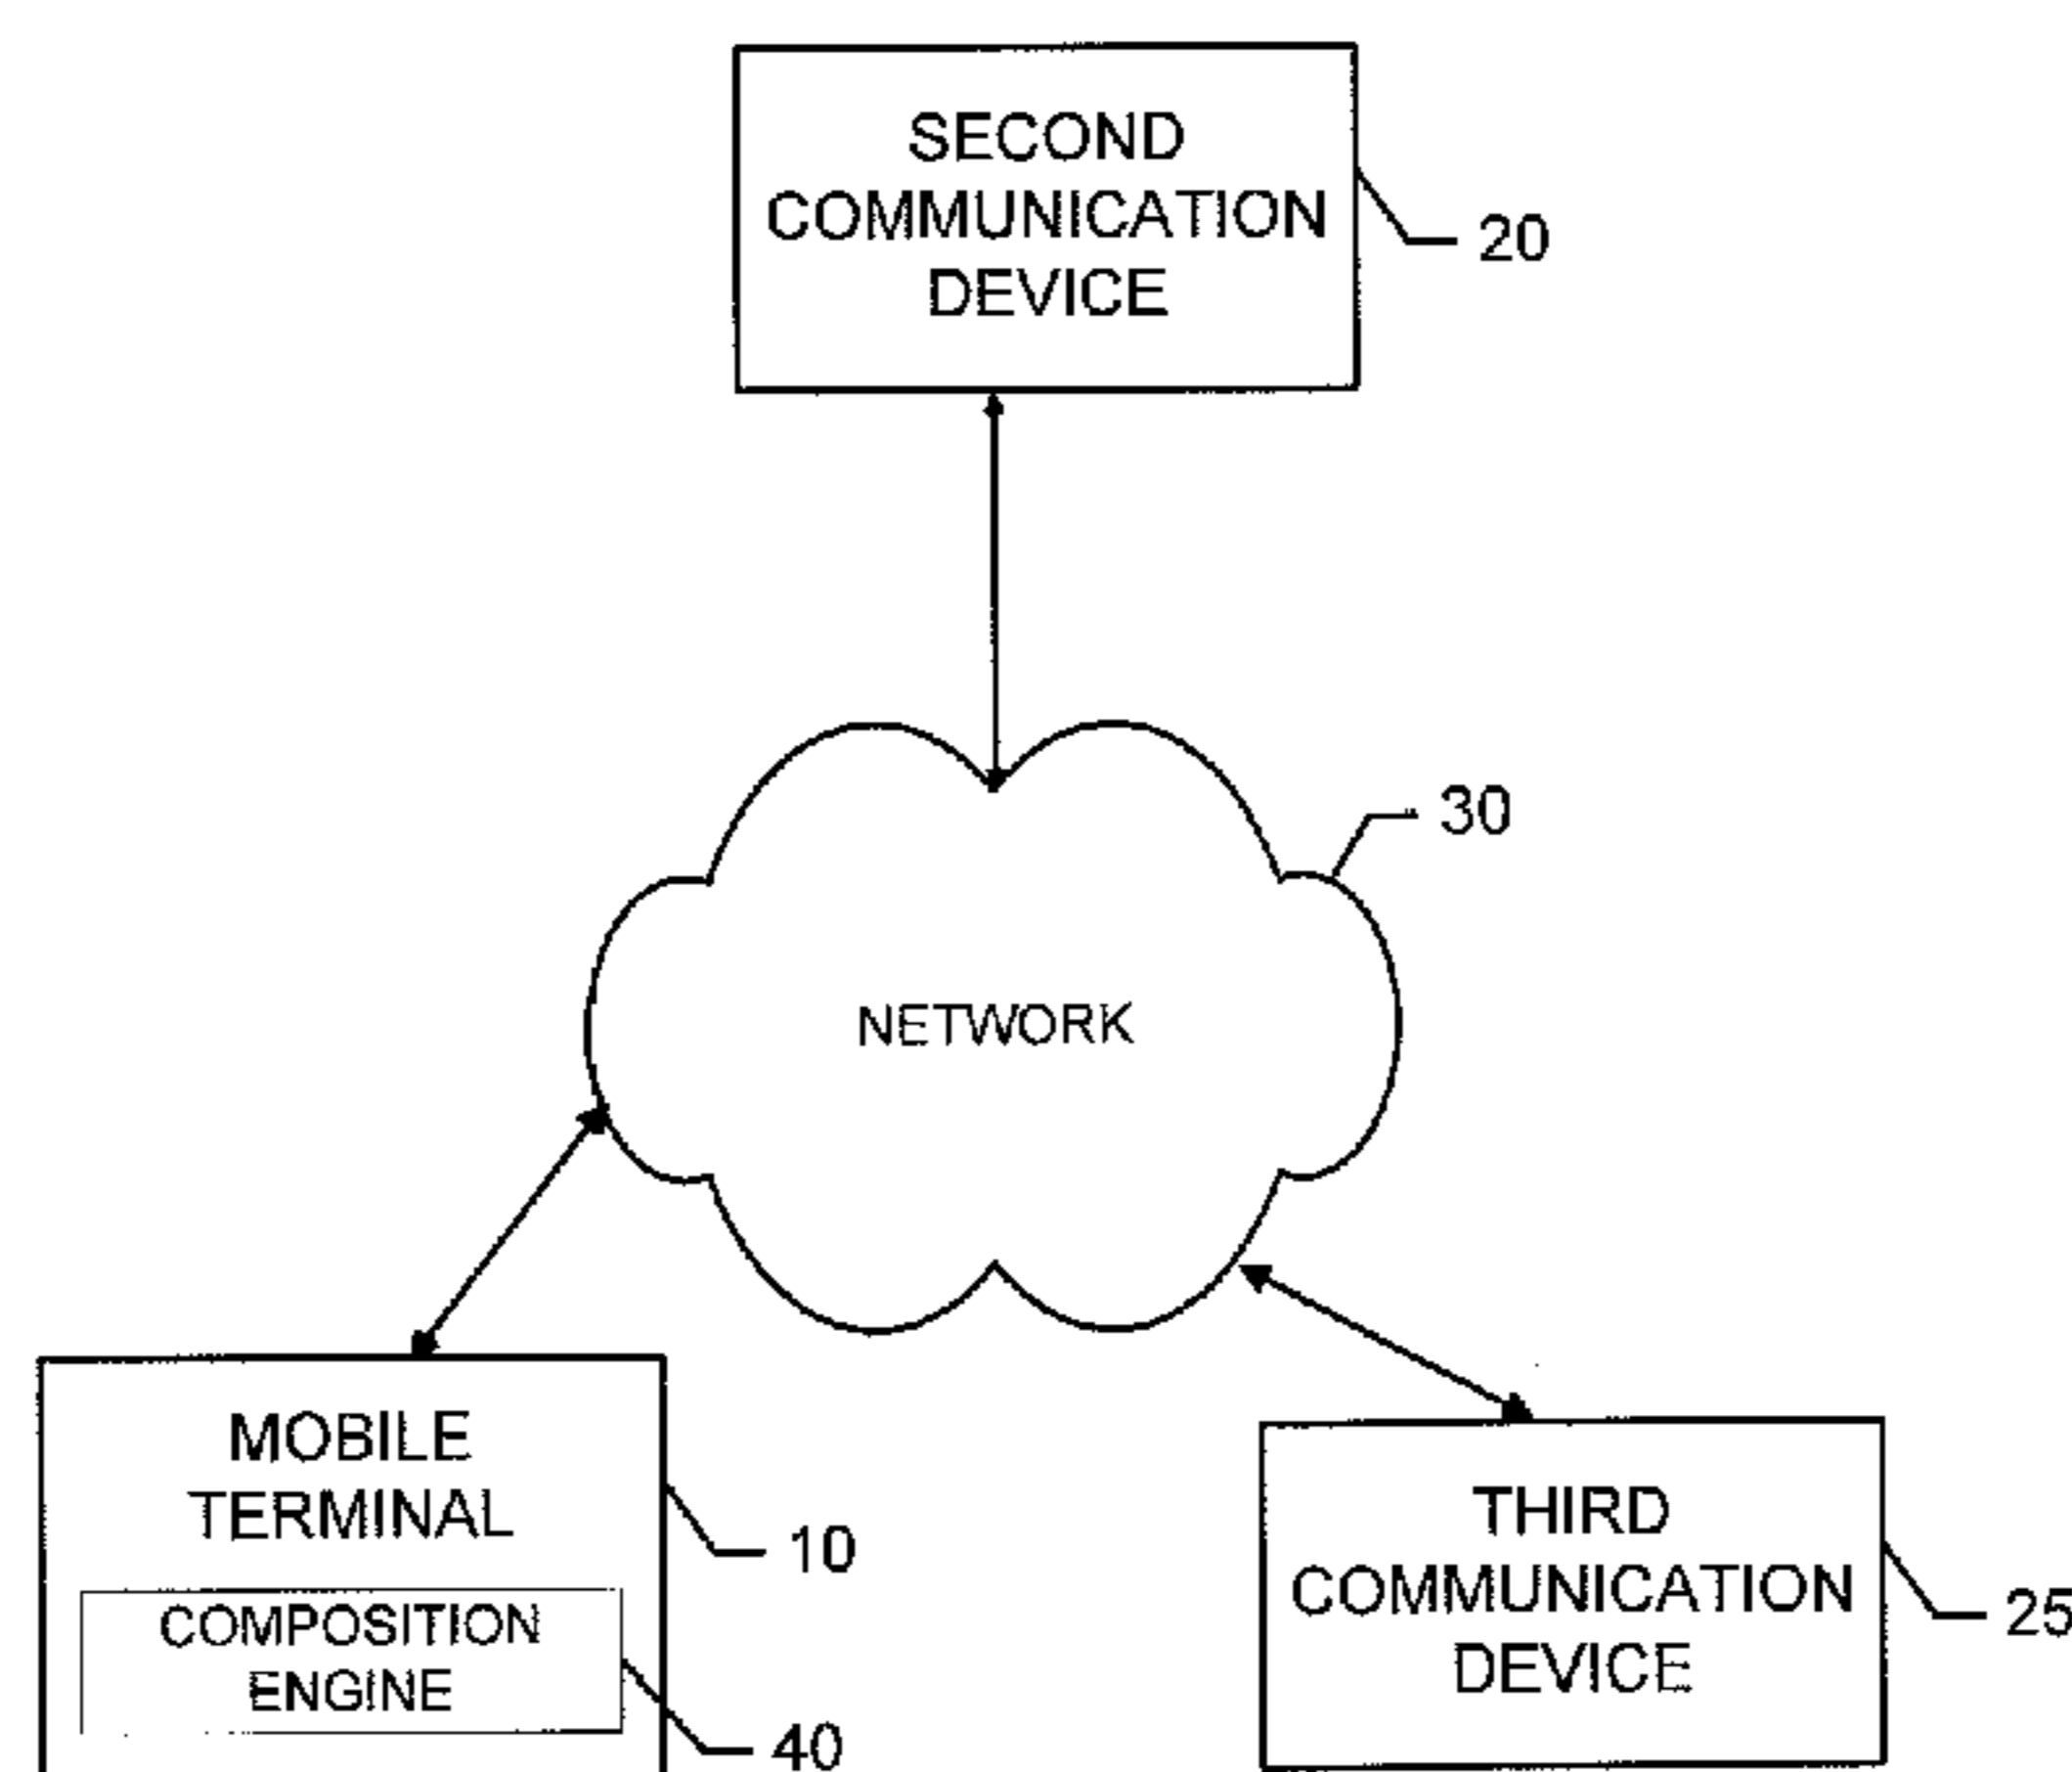 SECOND
COMMUNICATION
DEVICE
20
30
NETWORK
MOBILE
TERMINAL
10
COMPOSITION
ENGINE
40
THIRD
COMMUNICATION
DEVICE
25